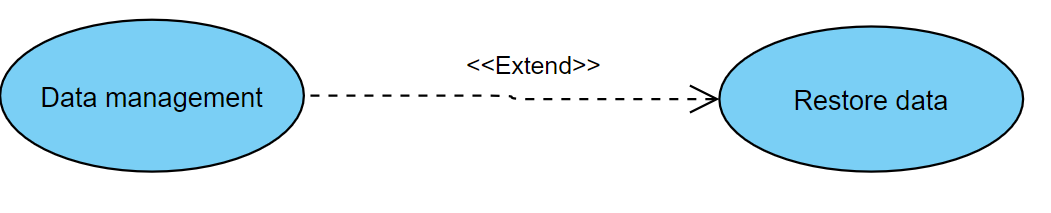 <<Extend>>
Data management
Restore data